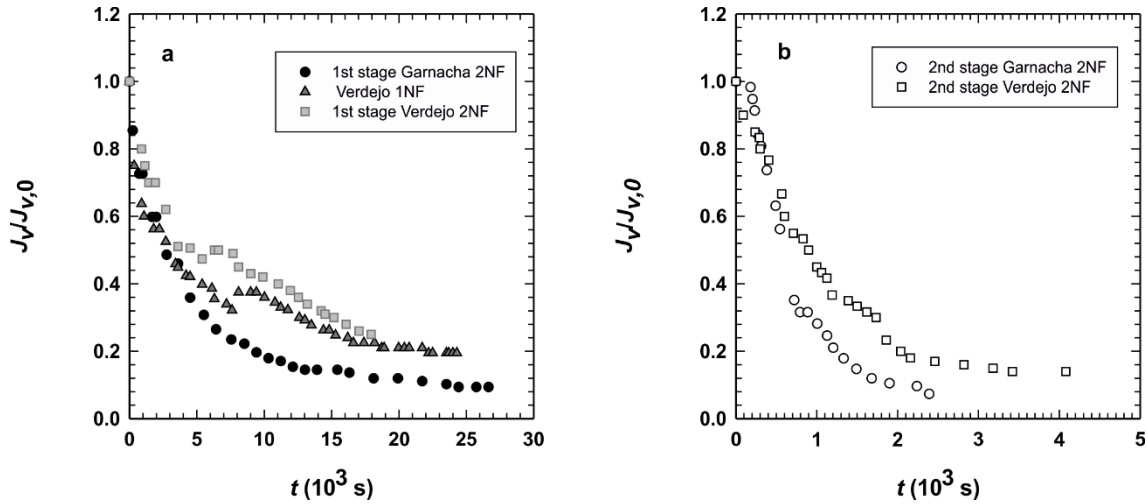 a
1st stage Garnacha 2NF
Verdejo 1NF
1st stage Verdejo 2NF
1.2
1.0
0.8
0.6
0.4
0.2
0.0
Jv/Jv,0
0 5 10 15 20 25 30
t (10³ s)
b
2nd stage Garnacha 2NF
2nd stage Verdejo 2NF
1.2
1.0
0.8
0.6
0.4
0.2
0.0
Jv/Jv,0
0 1 2 3 4 5
t (10³ s)